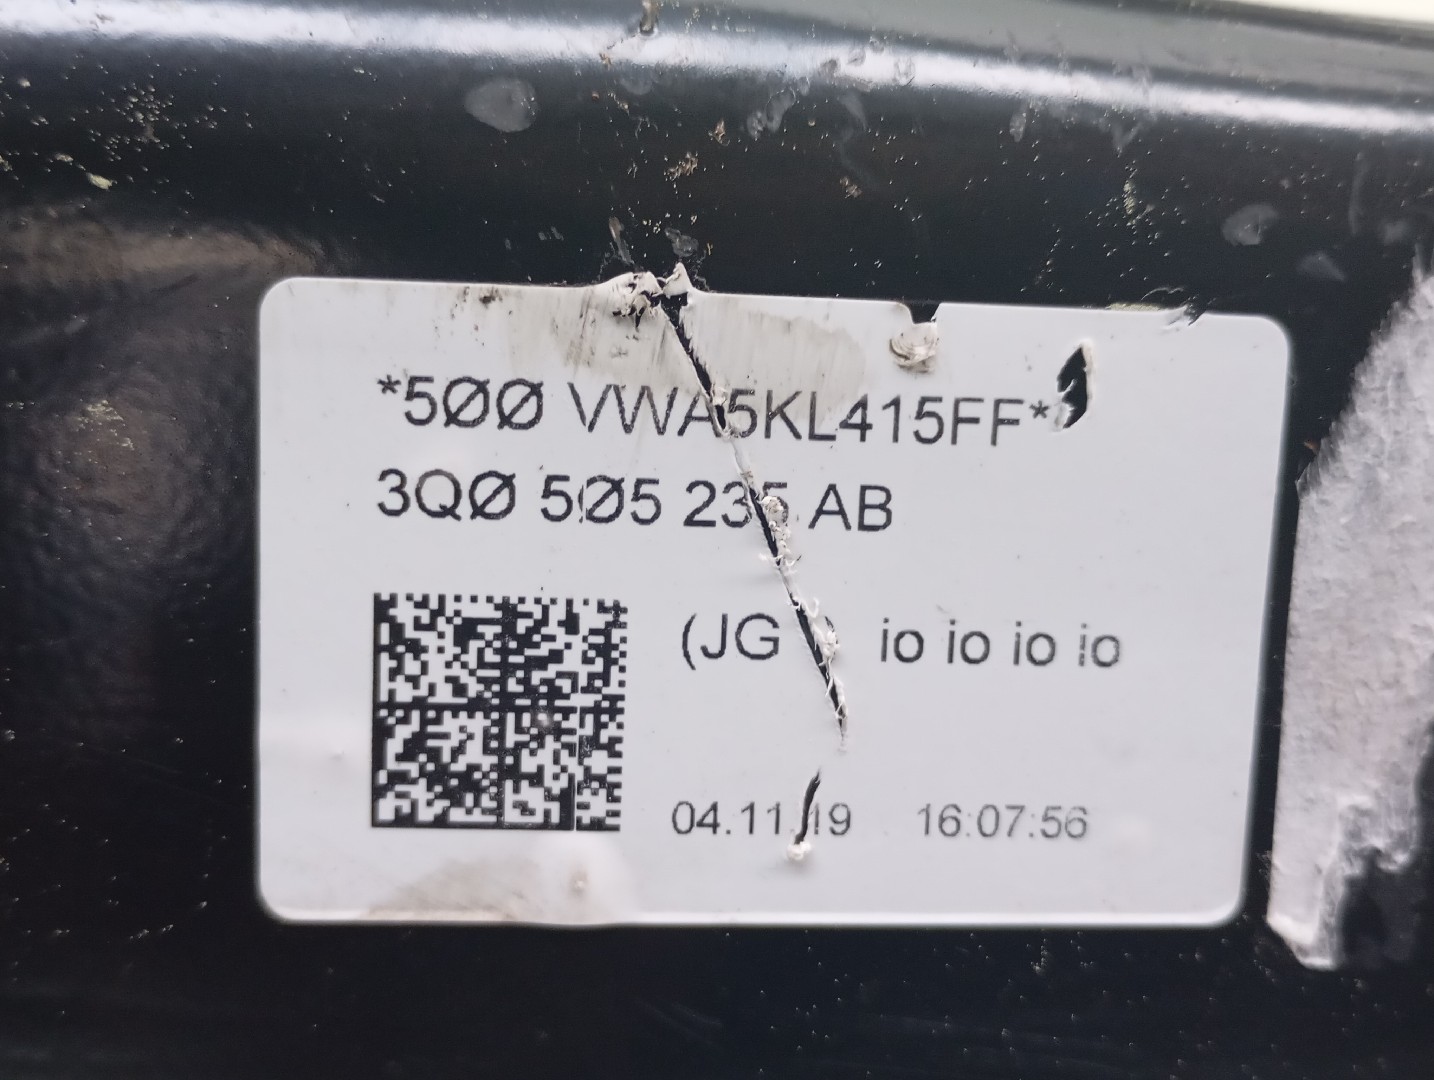 *5ØØ VWA5KL415FF*
3QØ 5Ø5 235 AB
(JG ) io io io io
04.11.19 16:07:56